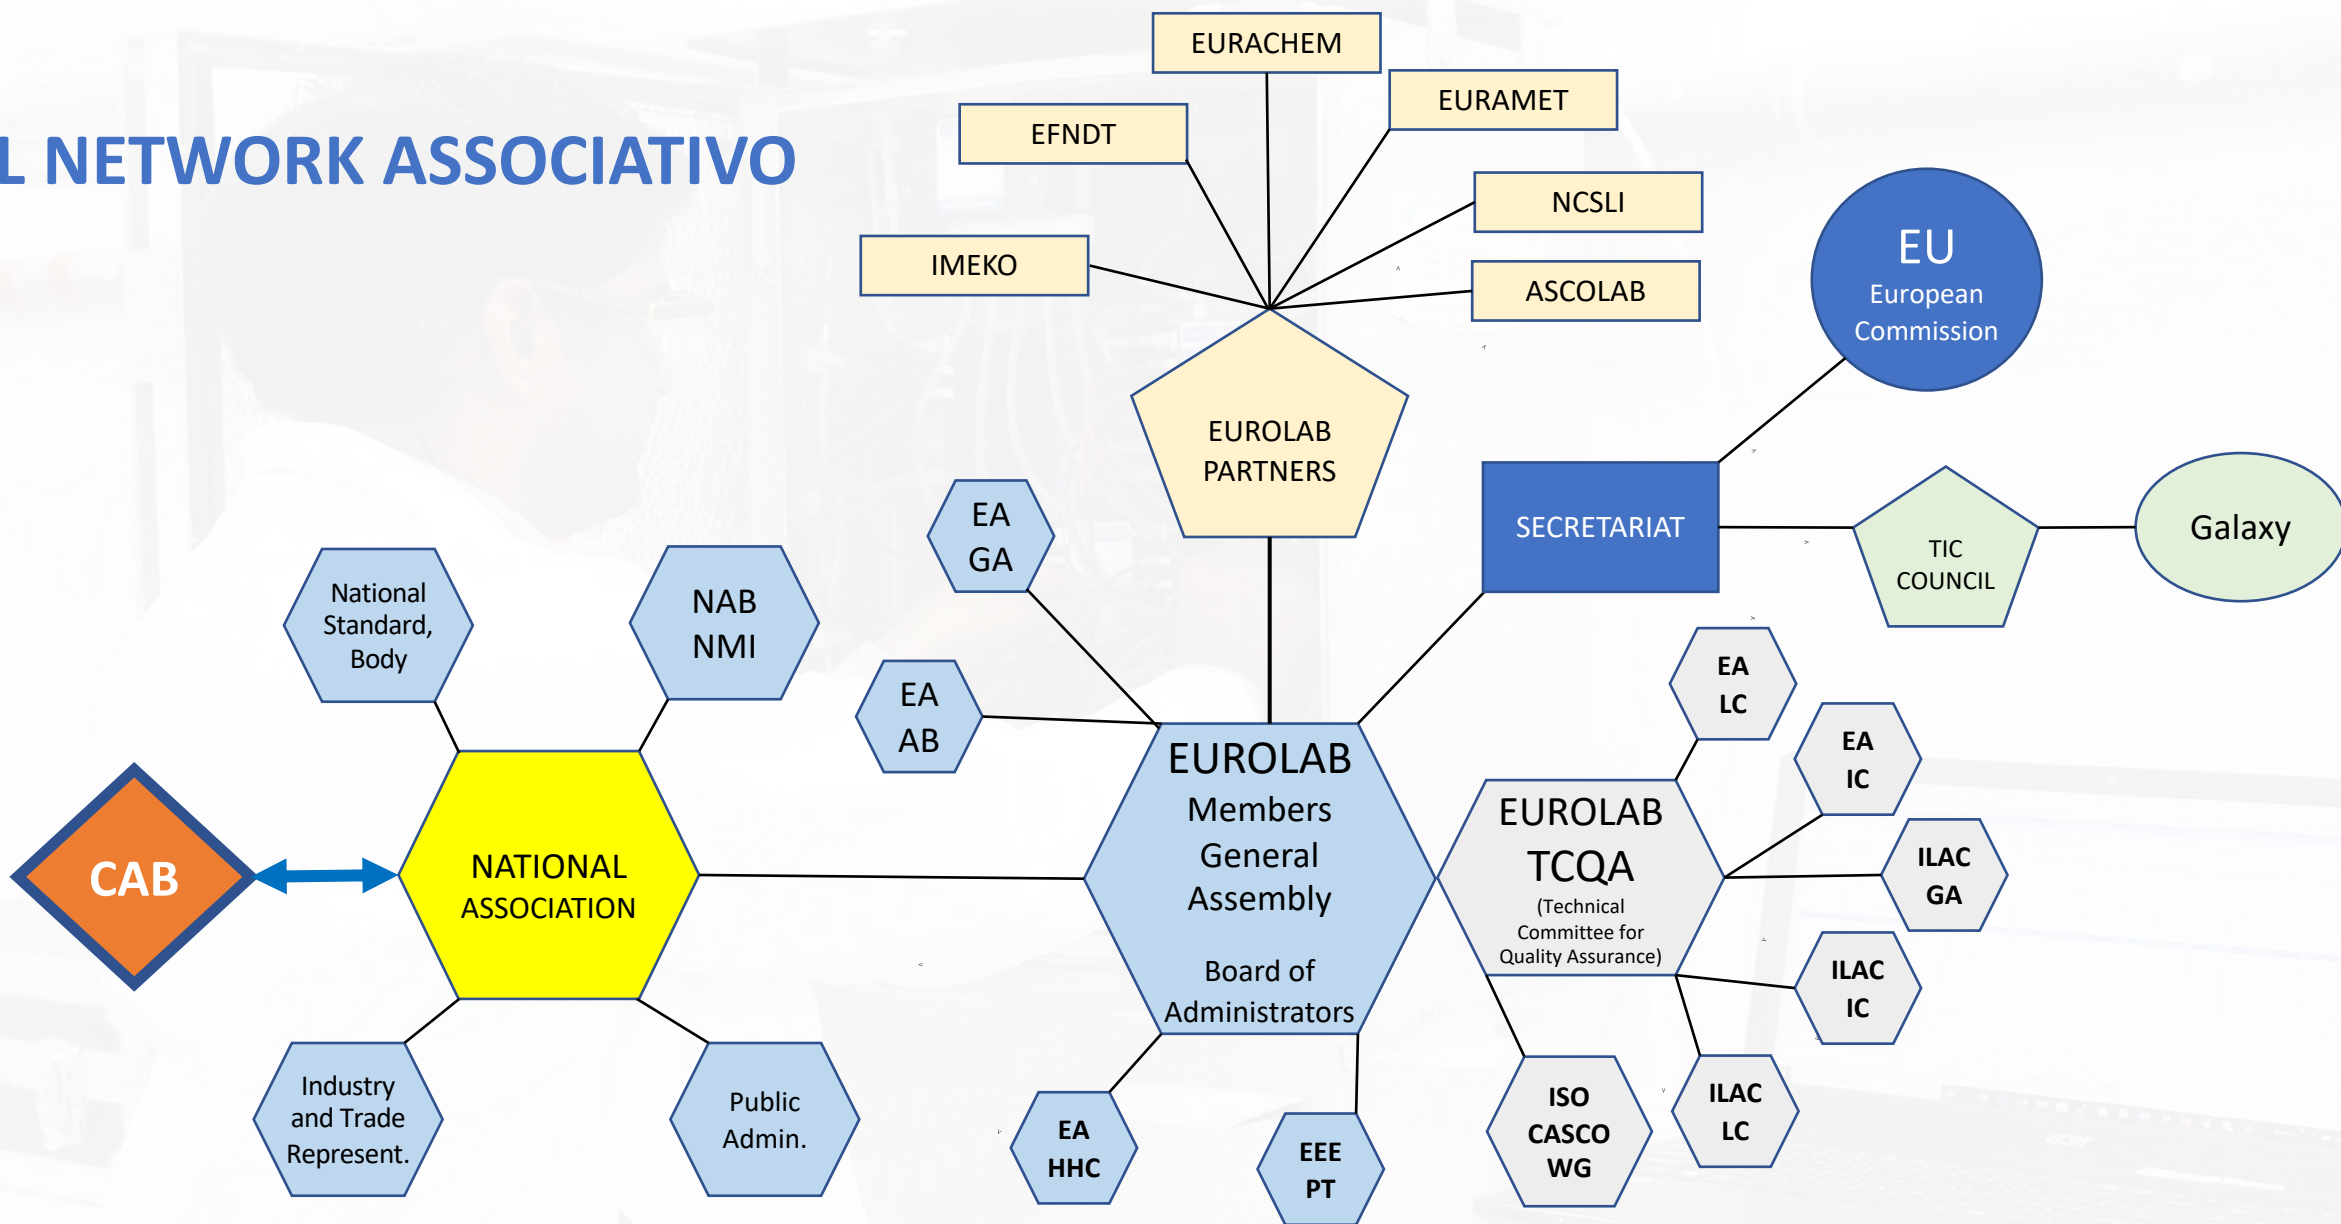 L NETWORK ASSOCIATIVO
EURACHEM
EURAMET
EFNDT
NCSLI
IMEKO
ASCOLAB
EU
European
Commission
EUROLAB
PARTNERS
SECRETARIAT
TIC
COUNCIL
Galaxy
EA
GA
EA
AB
National
Standard,
Body
NAB
NMI
CAB
NATIONAL
ASSOCIATION
Industry
and Trade
Represent.
Public
Admin.
EUROLAB
Members
General
Assembly
Board of
Administrators
EA
HHC
EEE
PT
EUROLAB
TCQA
(Technical
Committee for
Quality Assurance)
EA
LC
EA
IC
ILAC
GA
ILAC
IC
ILAC
LC
ISO
CASCO
WG
acer